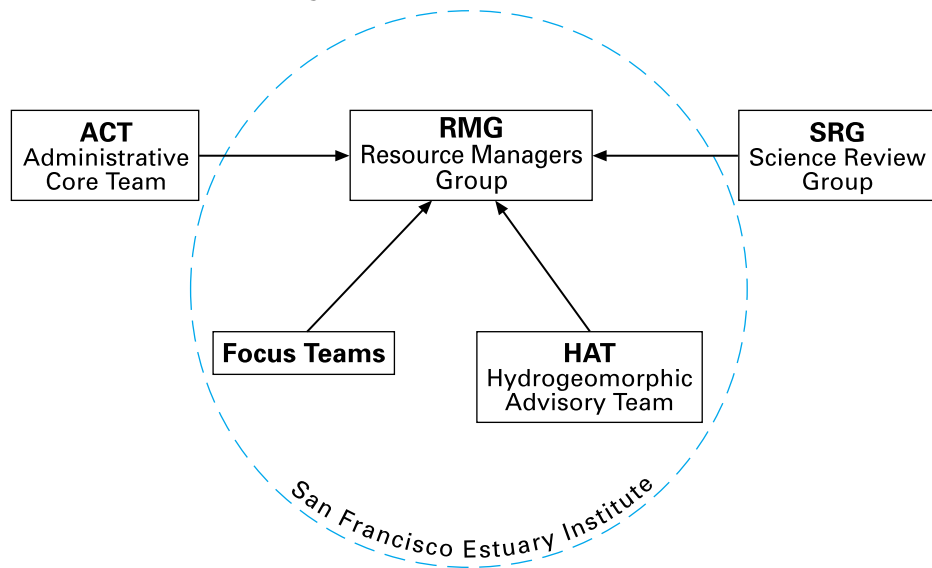 ACT
Administrative
Core Team
RMG
Resource Managers
Group
SRG
Science Review
Group
Focus Teams
HAT
Hydrogeomorphic
Advisory Team
San Francisco Estuary Institute